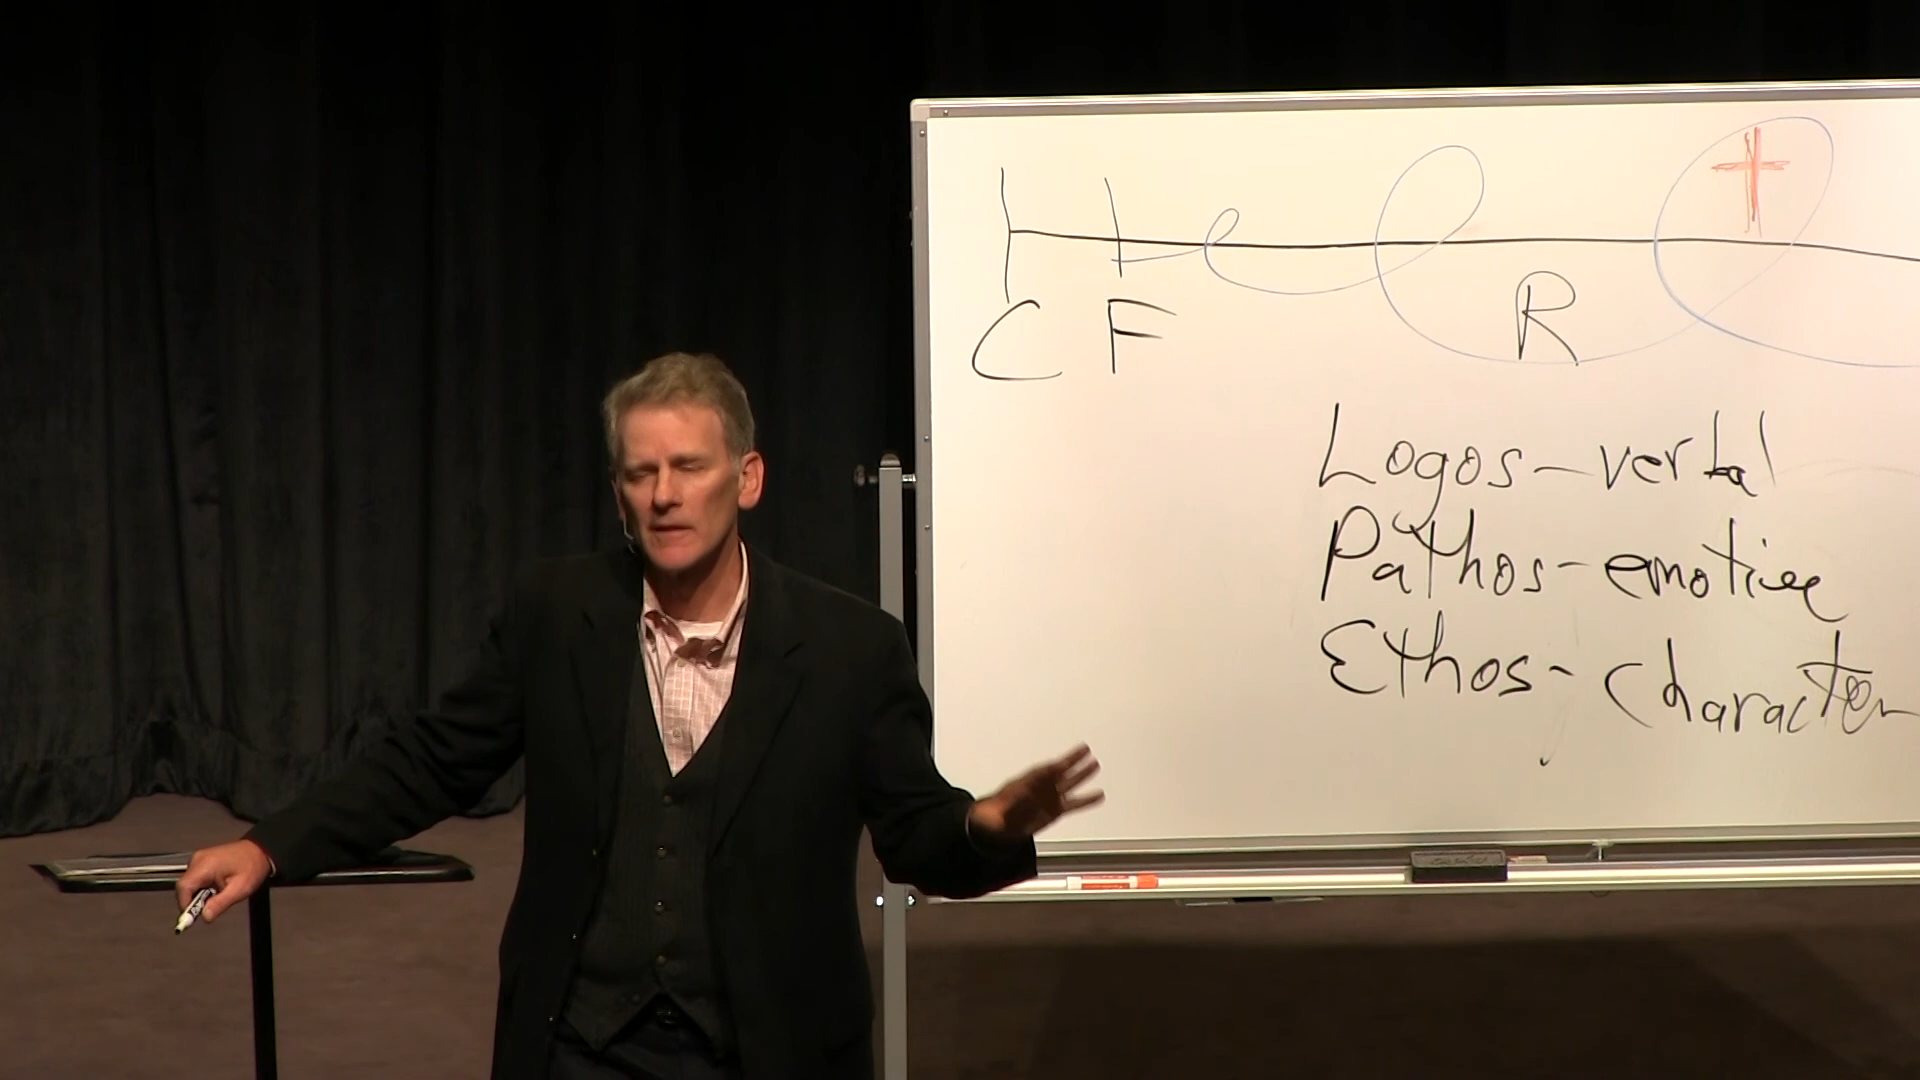 C F R
Logos - verbal
Pathos - emotive
Ethos - character